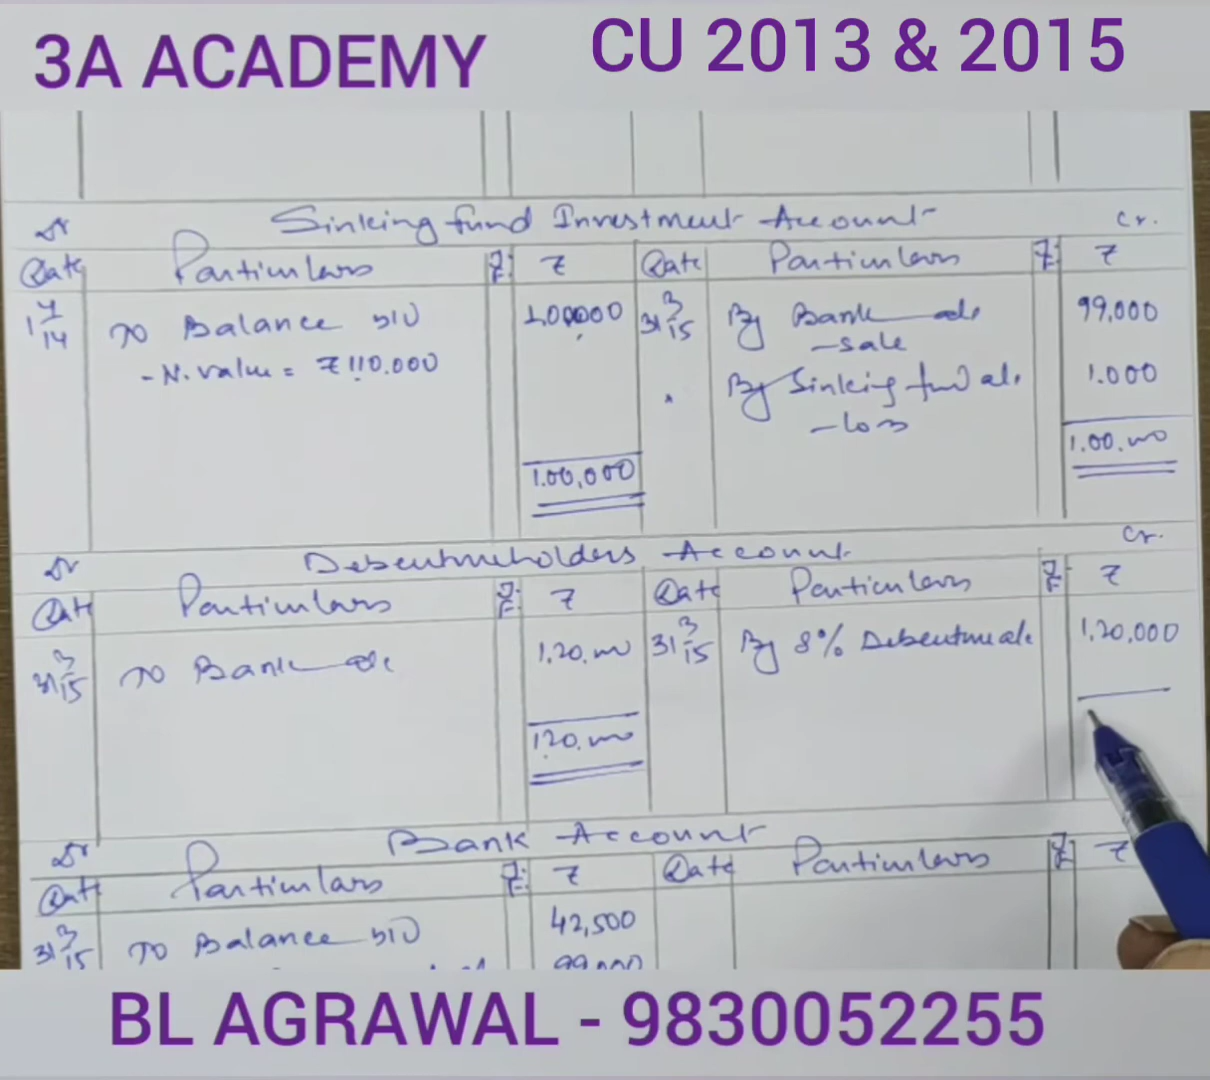 3A ACADEMY
CU 2013 & 2015
Sinking fund Investment Account
Dr
Cr.
Date Particulars F: ₹ Date Particulars F: ₹
1/4/14 To Balance b/d 1,00,000 31/3/15 By Bank a/c 99,000
- N. value = ₹ 110.000
- sale
By Sinking fund a/c. 1.000
- loss
1.00,000
1.00.000
Debentureholders Account
Dr
Cr.
Date Particulars F: ₹ Date Particulars F: ₹
31/3/15 To Bank a/c 1.20.000 31/3/15 By 8% Debenture a/c 1,20,000
120.000
Bank Account
Dr
Date Particulars F: ₹ Date Particulars F ₹
31/3/15 To Balance b/d 42,500
99,000
BL AGRAWAL - 9830052255